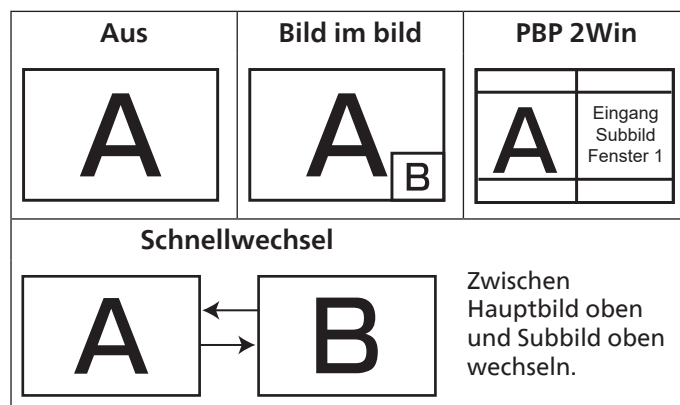 Aus
Bild im bild
PBP 2Win
A
A
B
A
Eingang
Subbild
Fenster 1
Schnellwechsel
A
B
Zwischen
Hauptbild oben
und Subbild oben
wechseln.